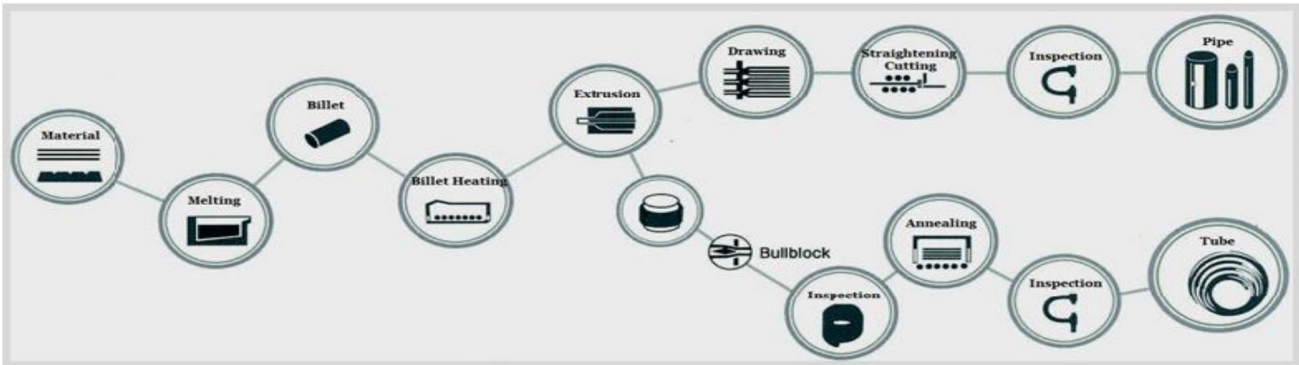 Material
Melting
Billet
Billet Heating
Extrusion
Drawing
Straightening
Cutting
Inspection
Pipe
Bullblock
Inspection
Annealing
Inspection
Tube